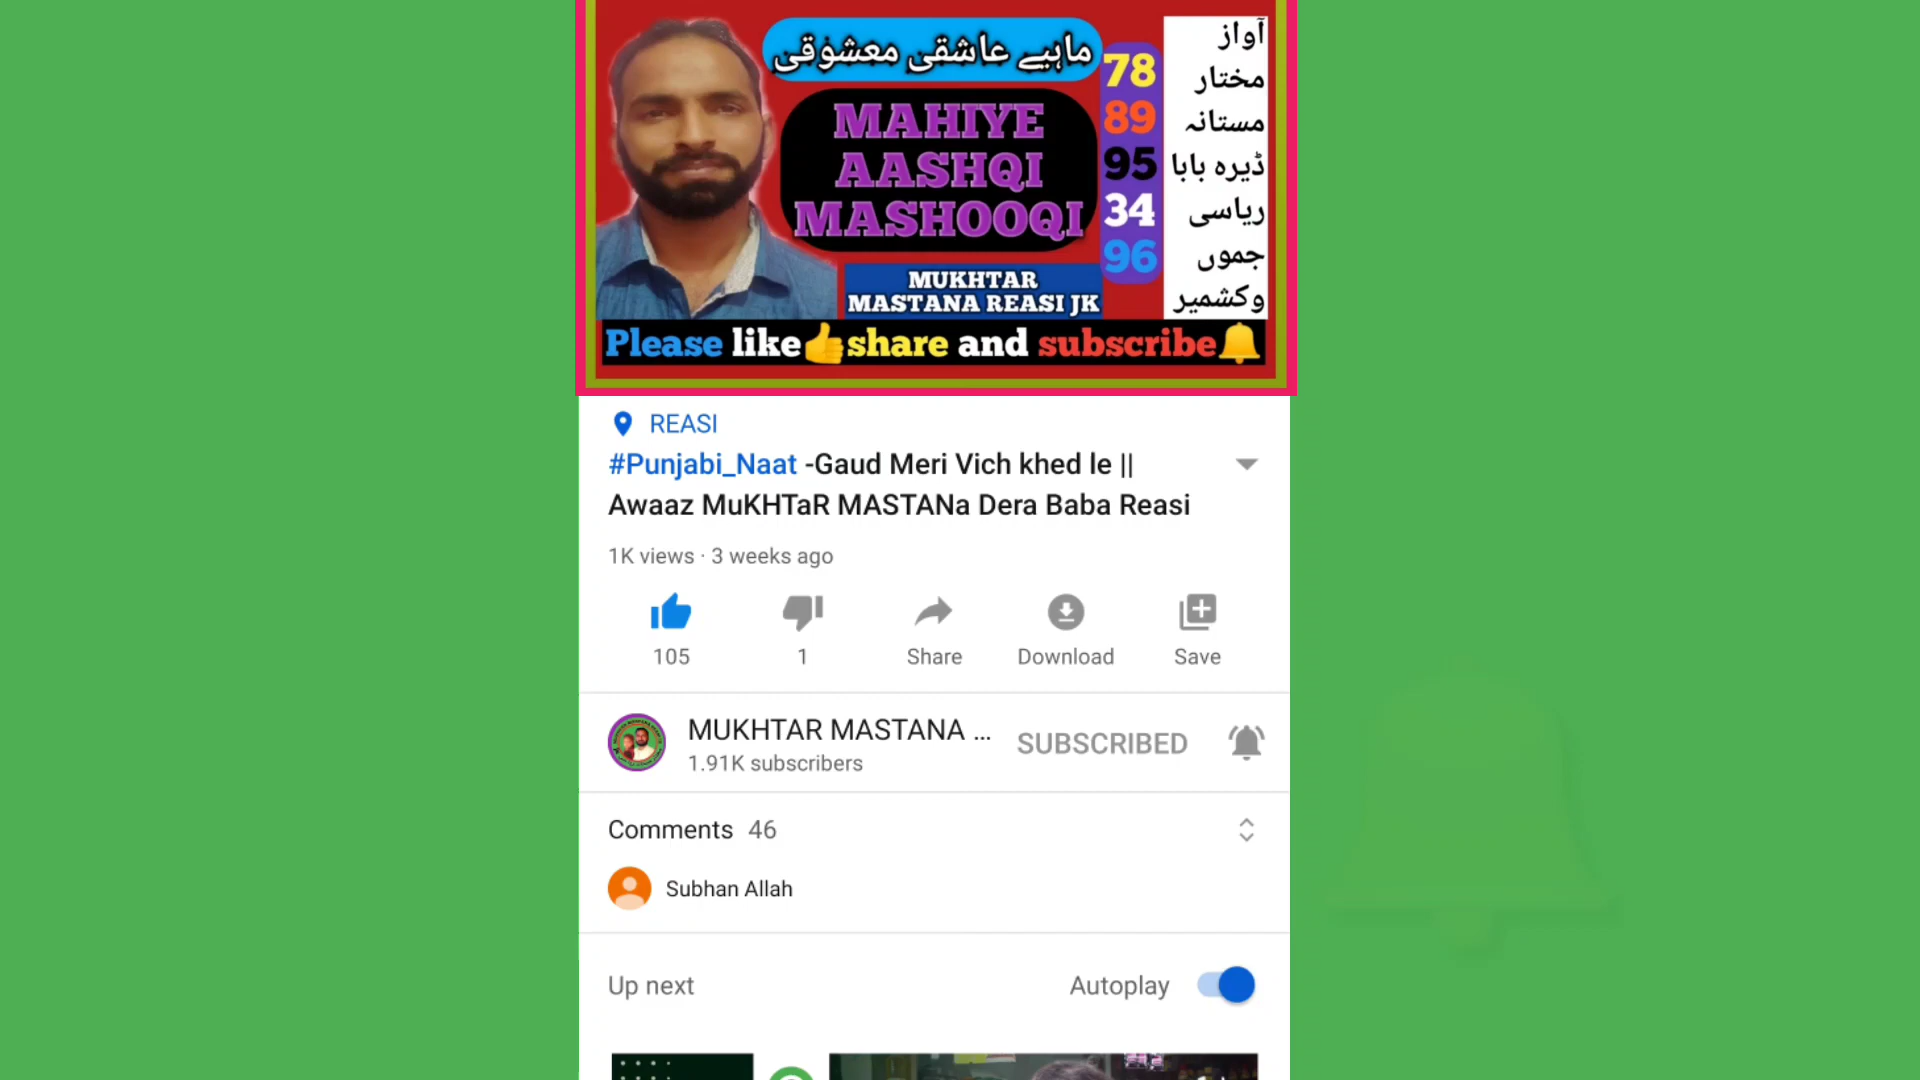 ماہیے عاشقی معشوقی
MAHIYE
AASHQI
MASHOOQI
MUKHTAR
MASTANA REASI JK
78
89
95
34
96
آواز
مختار
مستانہ
ڈیرہ بابا
ریاسی
جموں
وکشمیر
Please like👍share and subscribe🔔
REASI
#Punjabi_Naat -Gaud Meri Vich khed le ||
Awaaz MuKHTaR MASTANa Dera Baba Reasi
1K views · 3 weeks ago
105
1
Share
Download
Save
MUKHTAR MASTANA ...
1.91K subscribers
SUBSCRIBED
Comments 46
Subhan Allah
Up next
Autoplay